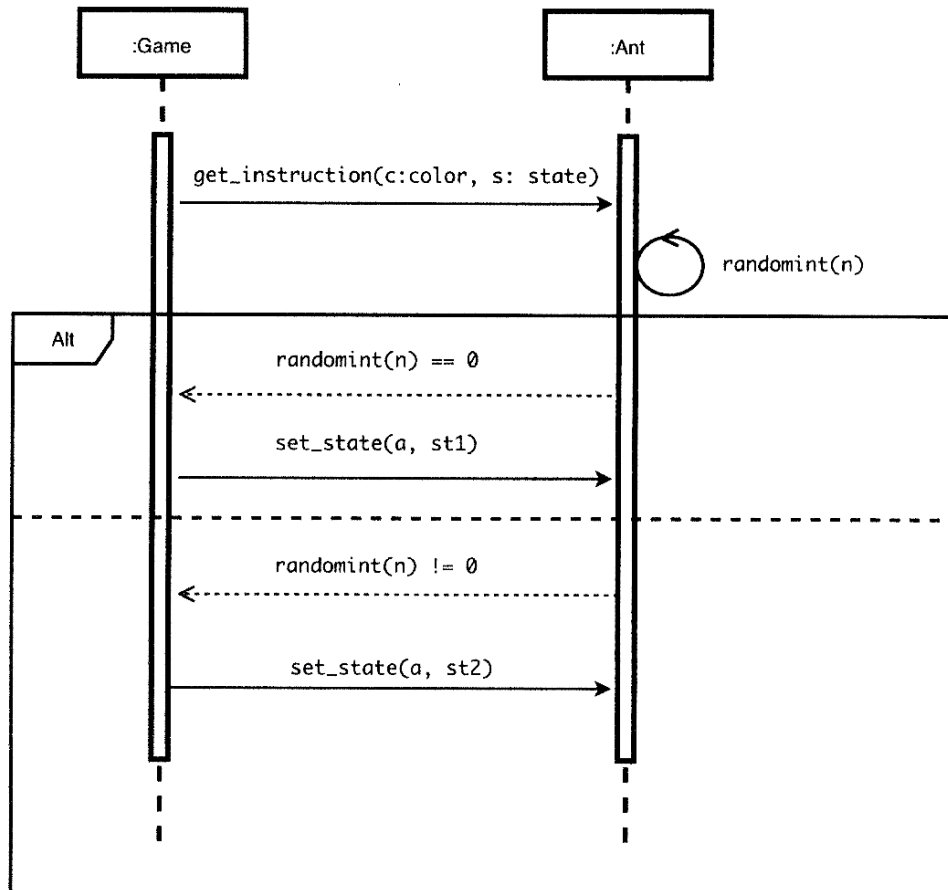 :Game
:Ant
get_instruction(c:color, s: state)
randomint(n)
Alt
randomint(n) == 0
set_state(a, st1)
randomint(n) != 0
set_state(a, st2)